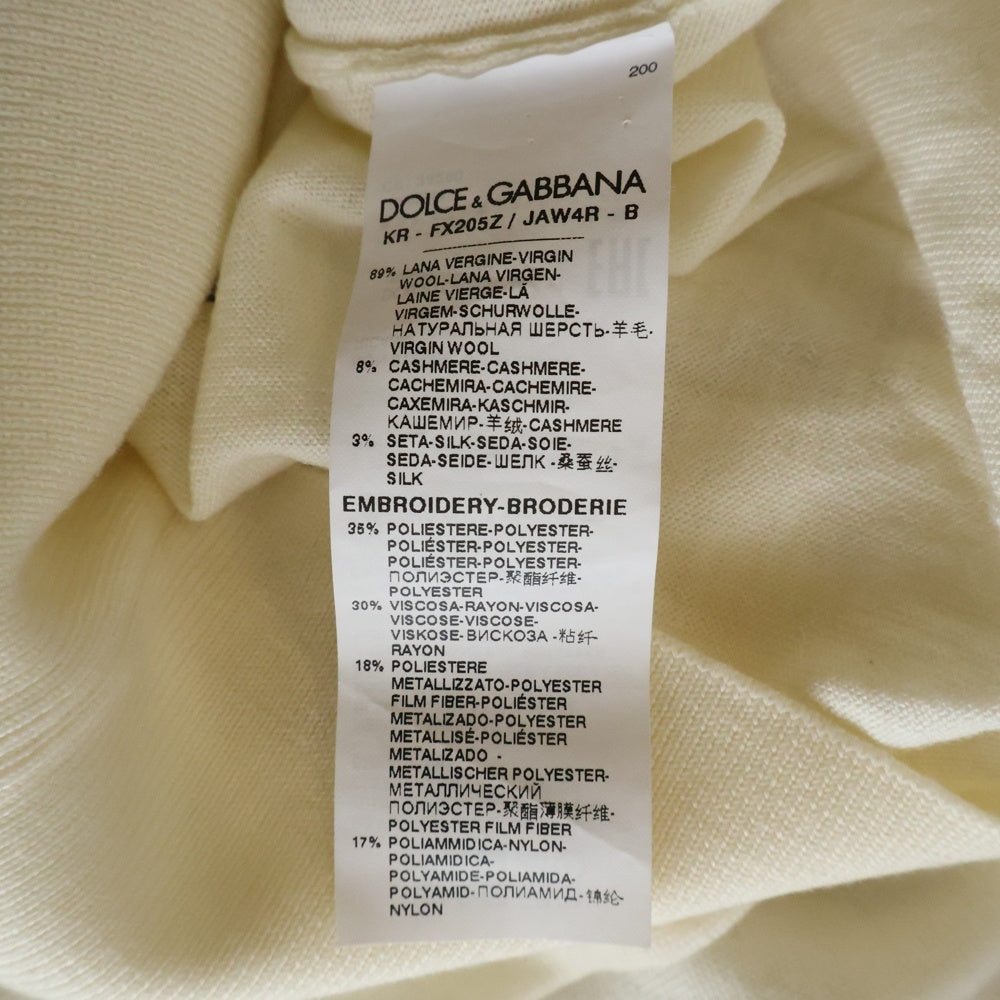 200
DOLCE & GABBANA
KR - FX205Z / JAW4R - B
89% LANA VERGINE-VIRGIN
WOOL-LANA VIRGEN-
LAINE VIERGE-LÃ
VIRGEM-SCHURWOLLE-
НАТУРАЛЬНАЯ ШЕРСТЬ-羊毛-
VIRGIN WOOL
8% CASHMERE-CASHMERE-
CACHEMIRA-CACHEMIRE-
CAXEMIRA-KASCHMIR-
КАШЕМИР-羊绒-CASHMERE
3% SETA-SILK-SEDA-SOIE-
SEDA-SEIDE-ШЕЛК -桑蚕丝-
SILK
EMBROIDERY-BRODERIE
35% POLIESTERE-POLYESTER-
POLIÉSTER-POLYESTER-
POLIÉSTER-POLYESTER-
ПОЛИЭСТЕР-聚酯纤维-
POLYESTER
30% VISCOSA-RAYON-VISCOSA-
VISCOSE-VISCOSE-
VISKOSE-ВИСКОЗА -粘纤-
RAYON
18% POLIESTERE
METALLIZZATO-POLYESTER
FILM FIBER-POLIÉSTER
METALIZADO-POLYESTER
METALLISÉ-POLIÉSTER
METALIZADO -
METALLISCHER POLYESTER-
МЕТАЛЛИЧЕСКИЙ
ПОЛИЭСТЕР-聚酯薄膜纤维-
POLYESTER FILM FIBER
17% POLIAMMIDICA-NYLON-
POLIAMIDICA-
POLYAMIDE-POLIAMIDA-
POLYAMID-ПОЛИАМИД-锦纶-
NYLON